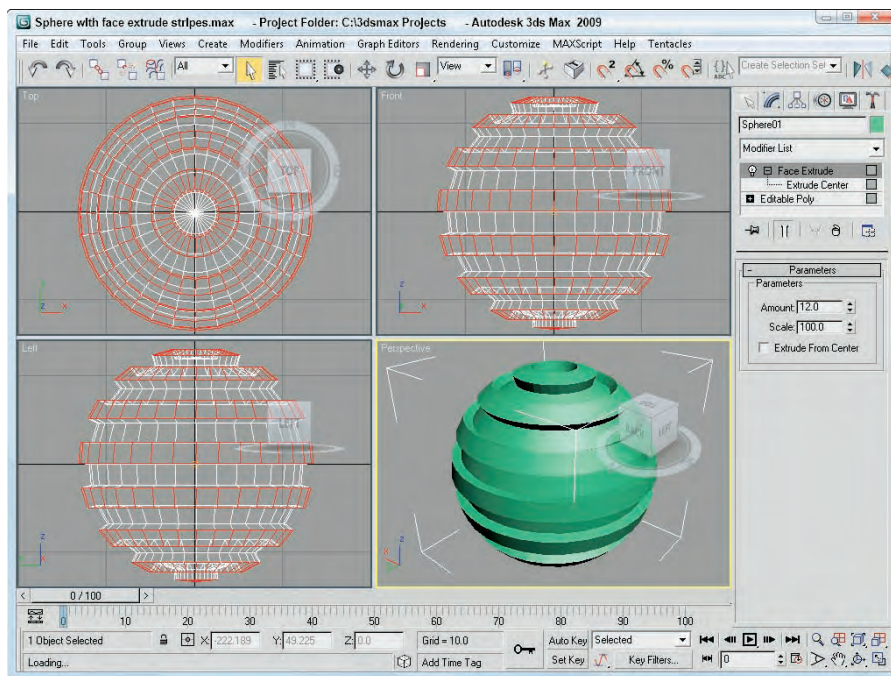 Sphere with face extrude stripes.max - Project Folder: C:\3dsmax Projects - Autodesk 3ds Max 2009
File Edit Tools Group Views Create Modifiers Animation Graph Editors Rendering Customize MAXScript Help Tentacles
All View Create Selection Set
Top
Front
TOP
FRONT
Left
Perspective
LEFT
BACK LEFT
Sphere01
Modifier List
Face Extrude
Extrude Center
Editable Poly
Parameters
Parameters
Amount: 12.0
Scale: 100.0
Extrude From Center
0 / 100
0 10 20 30 40 50 60 70 80 90 100
1 Object Selected X: -222.189 Y: 49.225 Z: 0.0 Grid = 10.0 Auto Key Selected
Loading... Add Time Tag Set Key Key Filters... 0